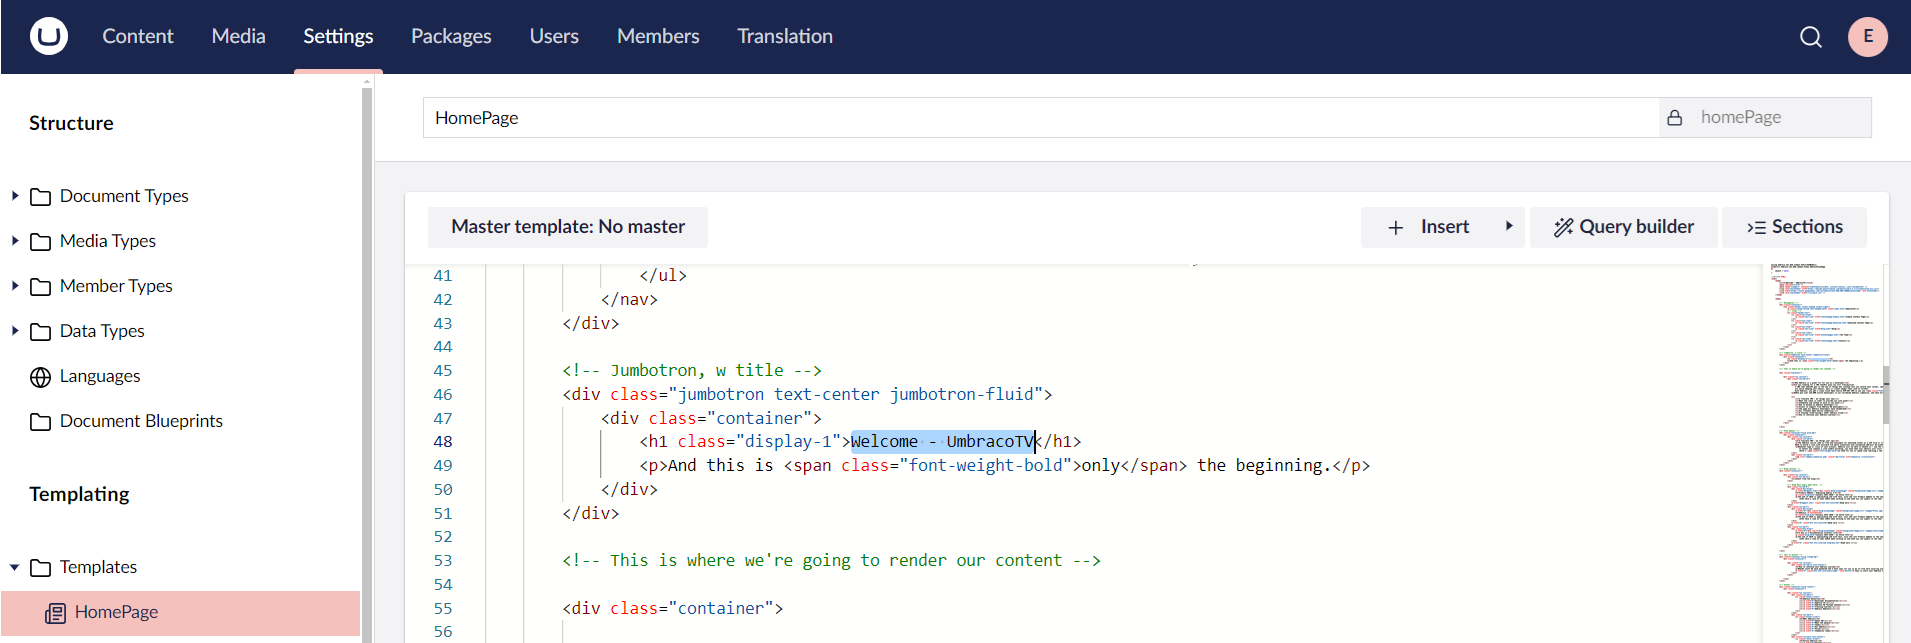 Content Media Settings Packages Users Members Translation E
Structure
Document Types
Media Types
Member Types
Data Types
Languages
Document Blueprints
Templating
Templates
HomePage
HomePage homePage
Master template: No master + Insert Query builder Sections
41 </ul>
42 </nav>
43 </div>
44
45 <!-- Jumbotron, w title -->
46 <div class="jumbotron text-center jumbotron-fluid">
47 <div class="container">
48 <h1 class="display-1">Welcome - UmbracoTV</h1>
49 <p>And this is <span class="font-weight-bold">only</span> the beginning.</p>
50 </div>
51 </div>
52
53 <!-- This is where we're going to render our content -->
54
55 <div class="container">
56